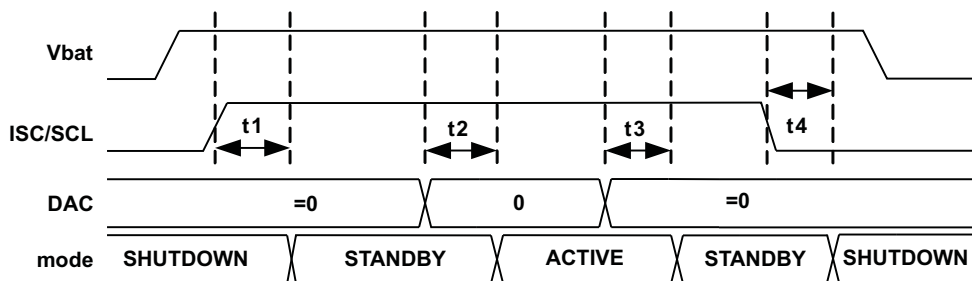 Vbat
ISC/SCL
t1
t2
t3
t4
DAC
=0
0
=0
mode
SHUTDOWN
STANDBY
ACTIVE
STANDBY
SHUTDOWN